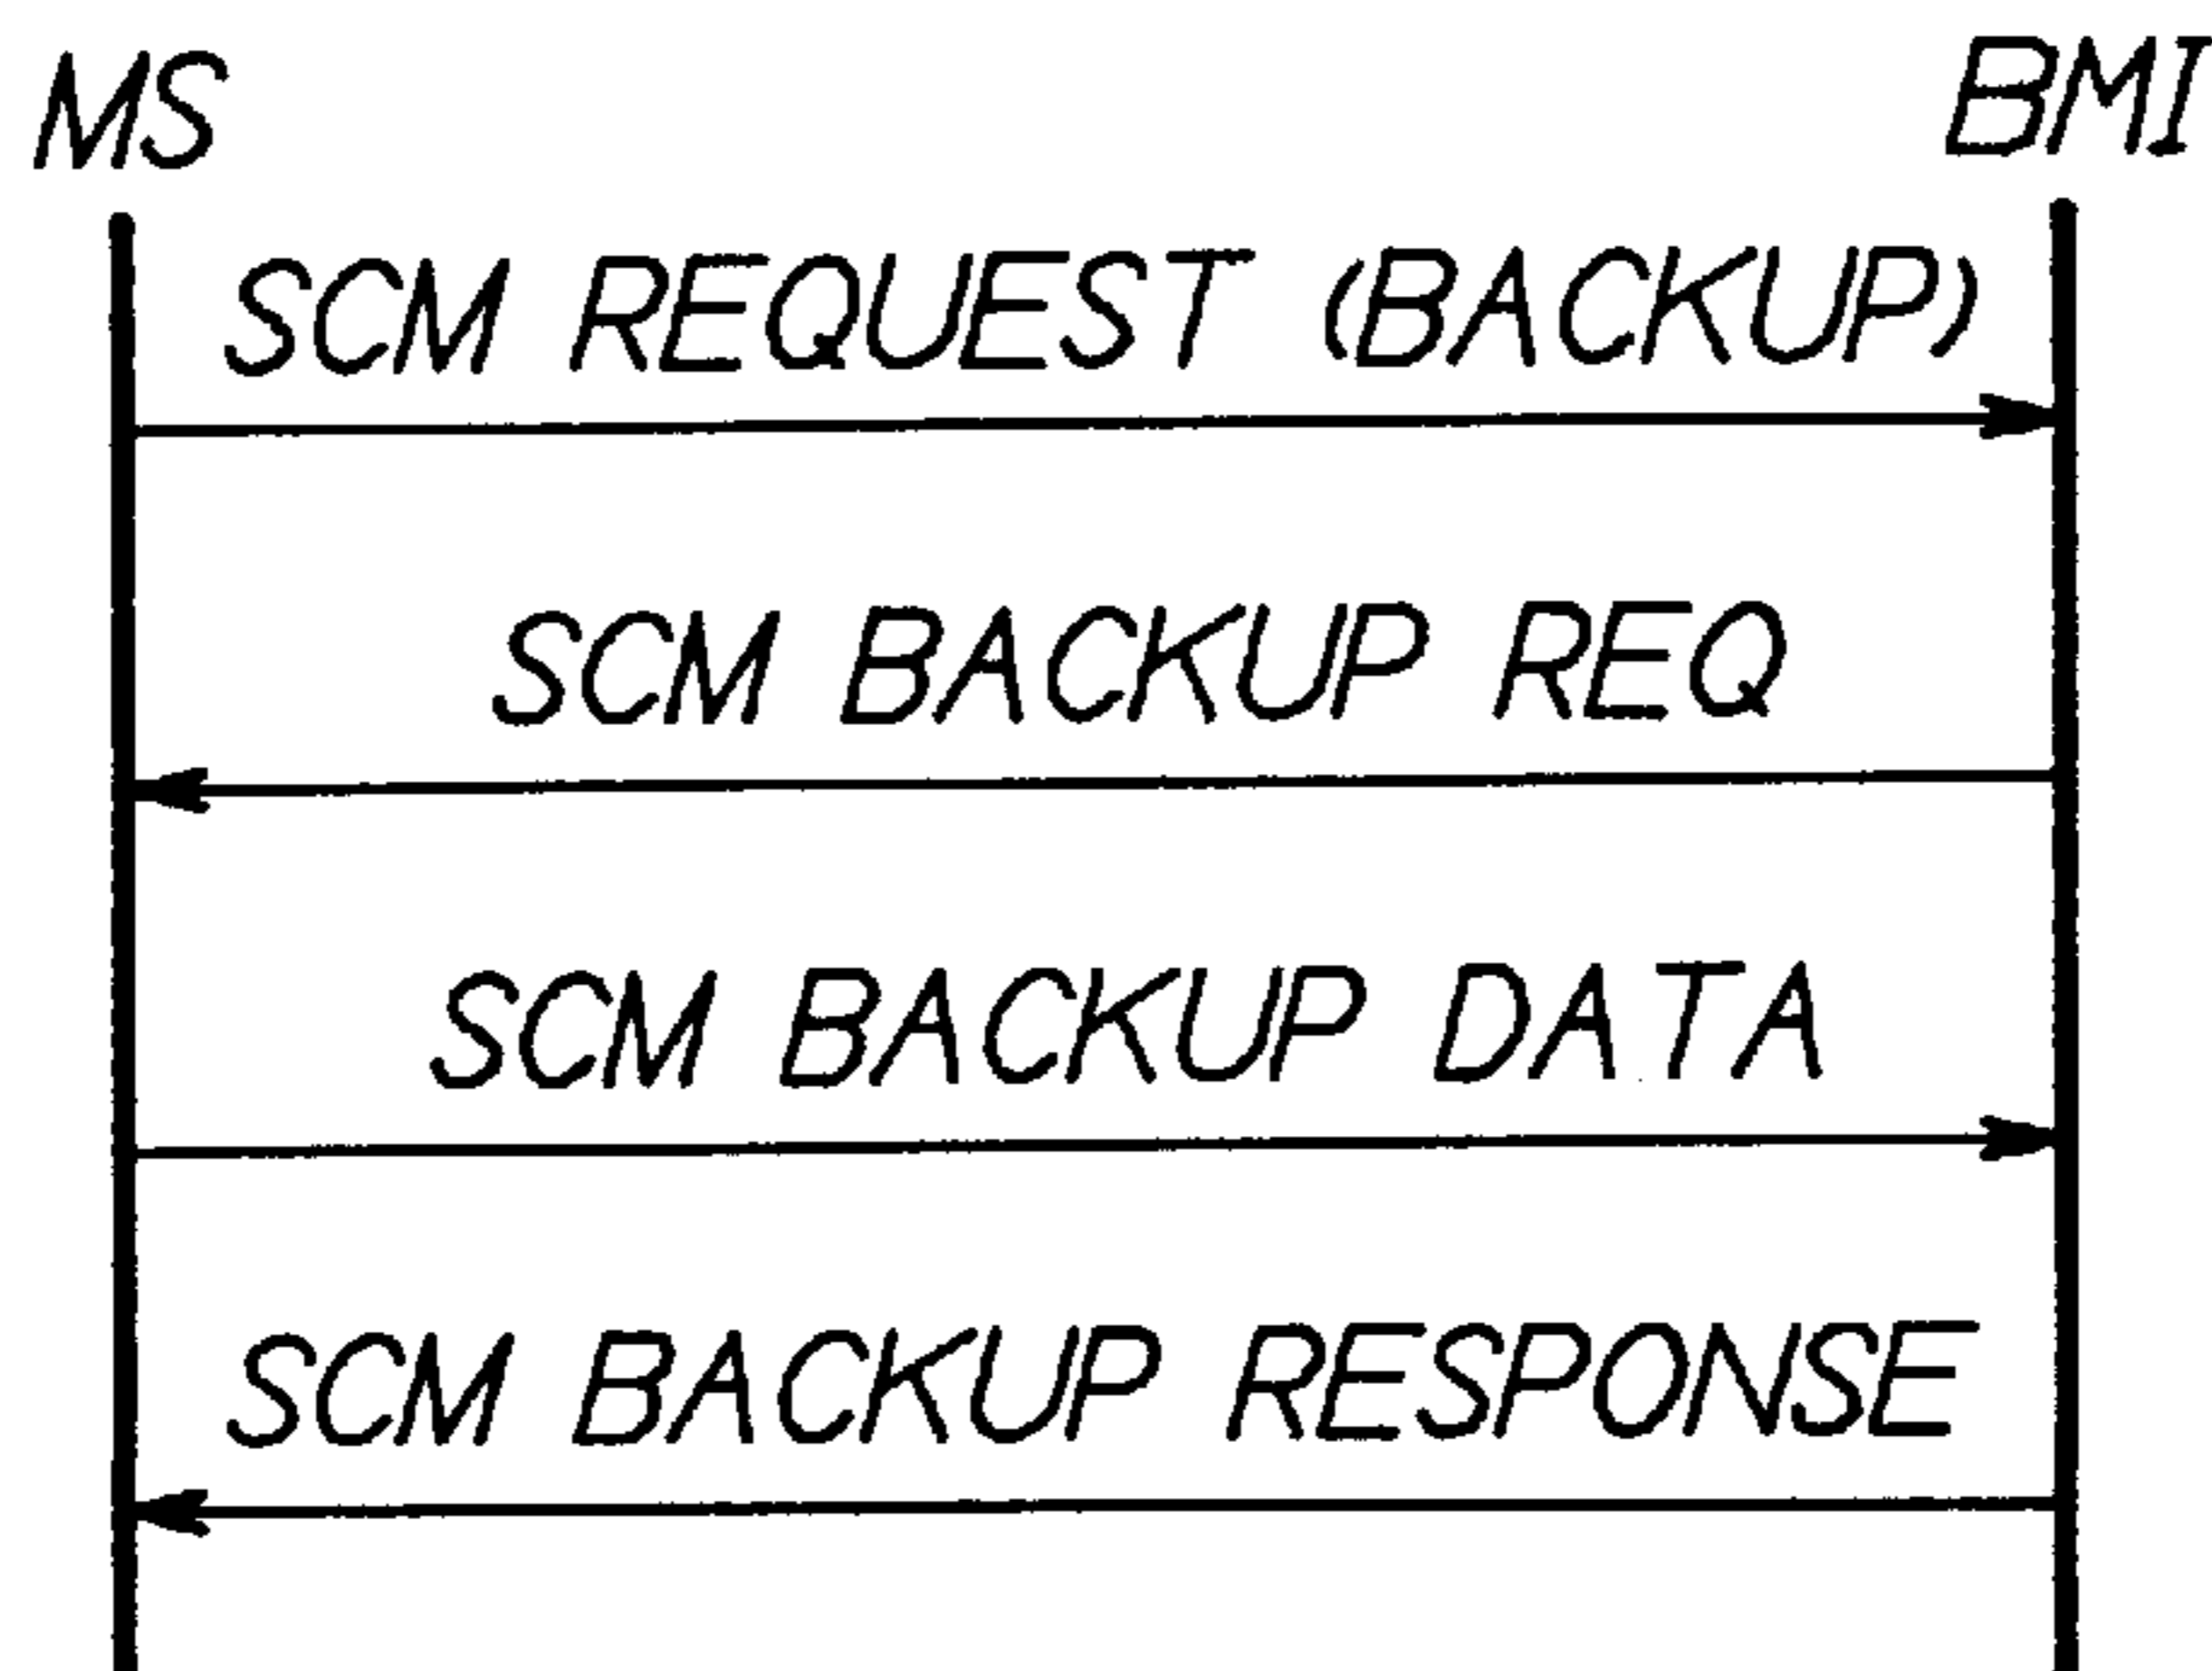 MS BMI
SCM REQUEST (BACKUP)
SCM BACKUP REQ
SCM BACKUP DATA
SCM BACKUP RESPONSE